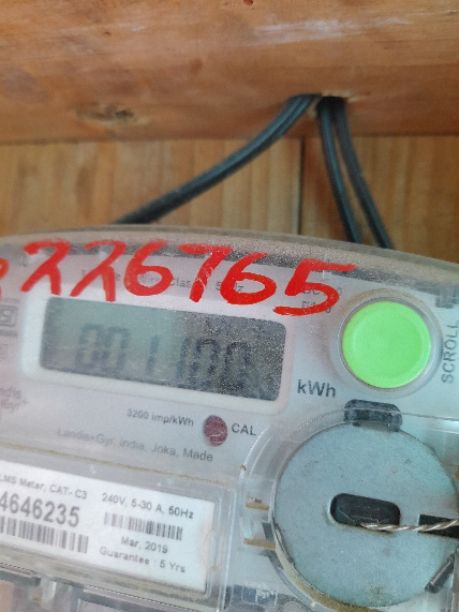 226765
kWh
SCROLL
3200 imp/kWh
CAL
Landis+Gyr, India, Joka, Made
LMS Meter, CAT- C3
240V, 5-30 A, 50Hz
4646235
Mar, 2019
Guarantee : 5 Yrs